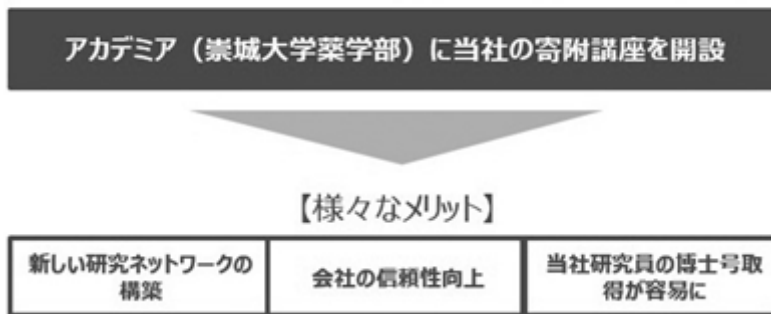 アカデミア（崇城大学薬学部）に当社の寄附講座を開設
【様々なメリット】
新しい研究ネットワークの
構築
会社の信頼性向上
当社研究員の博士号取
得が容易に